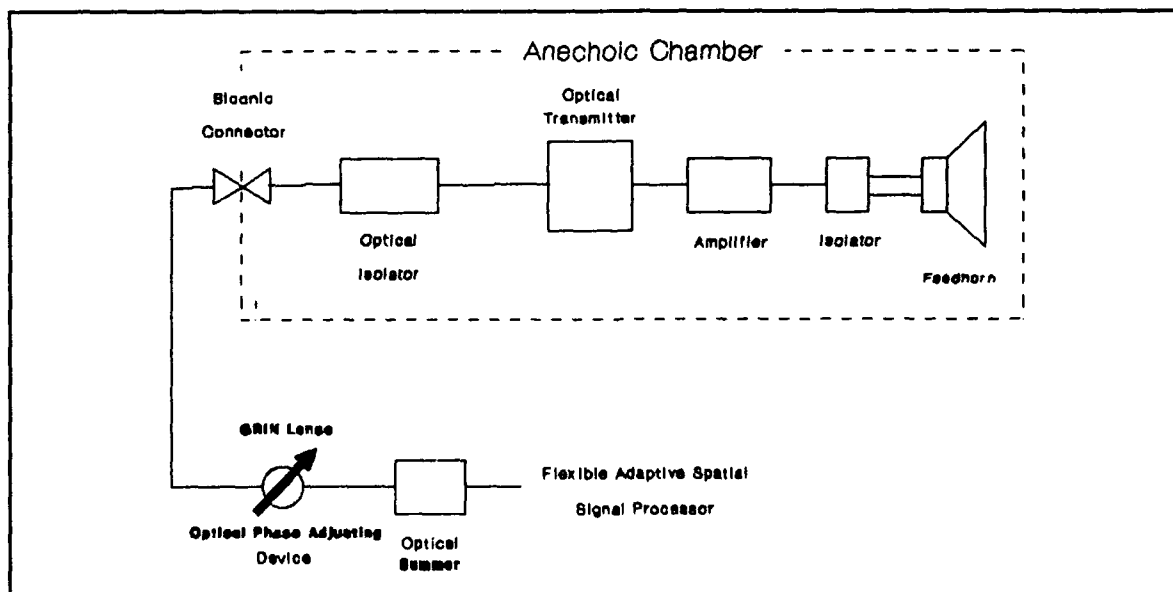 Anechoic Chamber
Biconic
Connector
Optical
Transmitter
Optical
Isolator
Amplifier
Isolator
Feedhorn
GRIN Lense
Optical Phase Adjusting
Device
Optical
Summer
Flexible Adaptive Spatial
Signal Processor